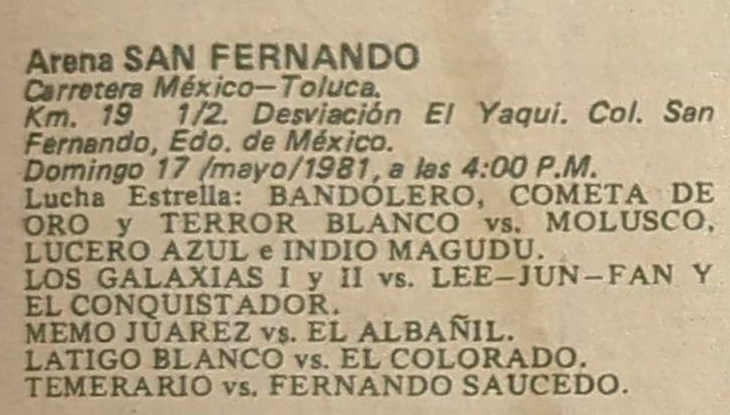 Arena SAN FERNANDO
Carretera México—Toluca.
Km. 19 1/2. Desviación El Yaqui. Col. San
Fernando, Edo. de México.
Domingo 17 /mayo/1981, a las 4:00 P.M.
Lucha Estrella: BANDOLERO, COMETA DE
ORO y TERROR BLANCO vs. MOLUSCO,
LUCERO AZUL e INDIO MAGUDU.
LOS GALAXIAS I y II vs. LEE—JUN—FAN Y
EL CONQUISTADOR.
MEMO JUAREZ vs. EL ALBAÑIL.
LATIGO BLANCO vs. EL COLORADO.
TEMERARIO vs. FERNANDO SAUCEDO.